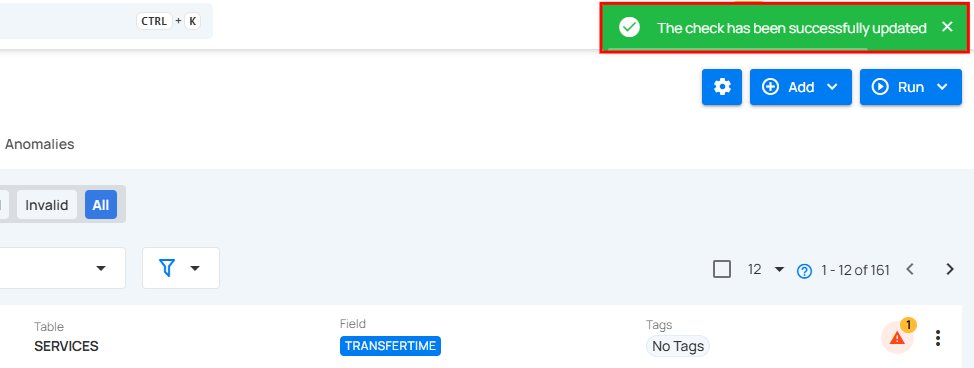 CTRL + K
The check has been successfully updated
Add
Run
Anomalies
Invalid
All
12
1 - 12 of 161
Table
SERVICES
Field
TRANSFERTIME
Tags
No Tags
1